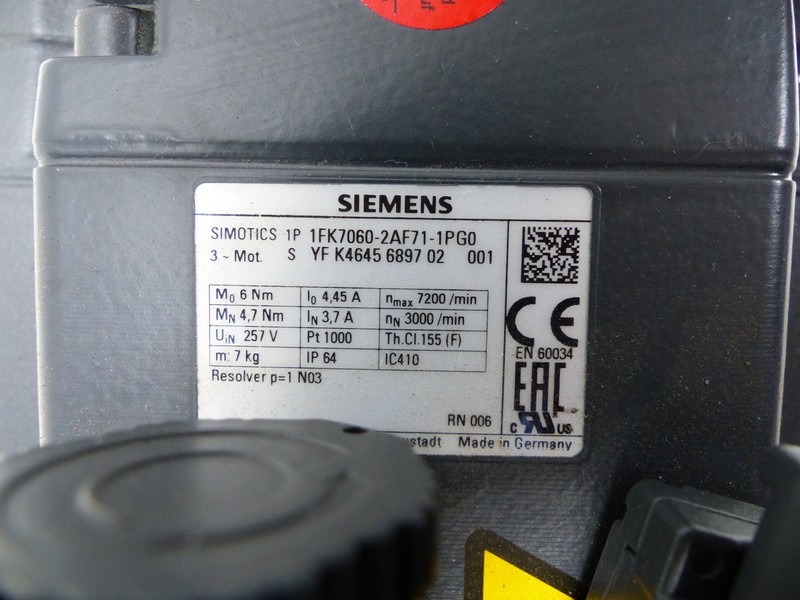 SIEMENS
SIMOTICS 1P 1FK7060-2AF71-1PG0
3 ~ Mot. S YF K4645 6897 02 001
M0 6 Nm I0 4,45 A nmax 7200 /min
MN 4,7 Nm IN 3,7 A nN 3000 /min
UiN 257 V Pt 1000 Th.Cl.155 (F)
m: 7 kg IP 64 IC410
Resolver p=1 N03
CE
EN 60034
EAC
RN 006
c RU US
Made in Germany